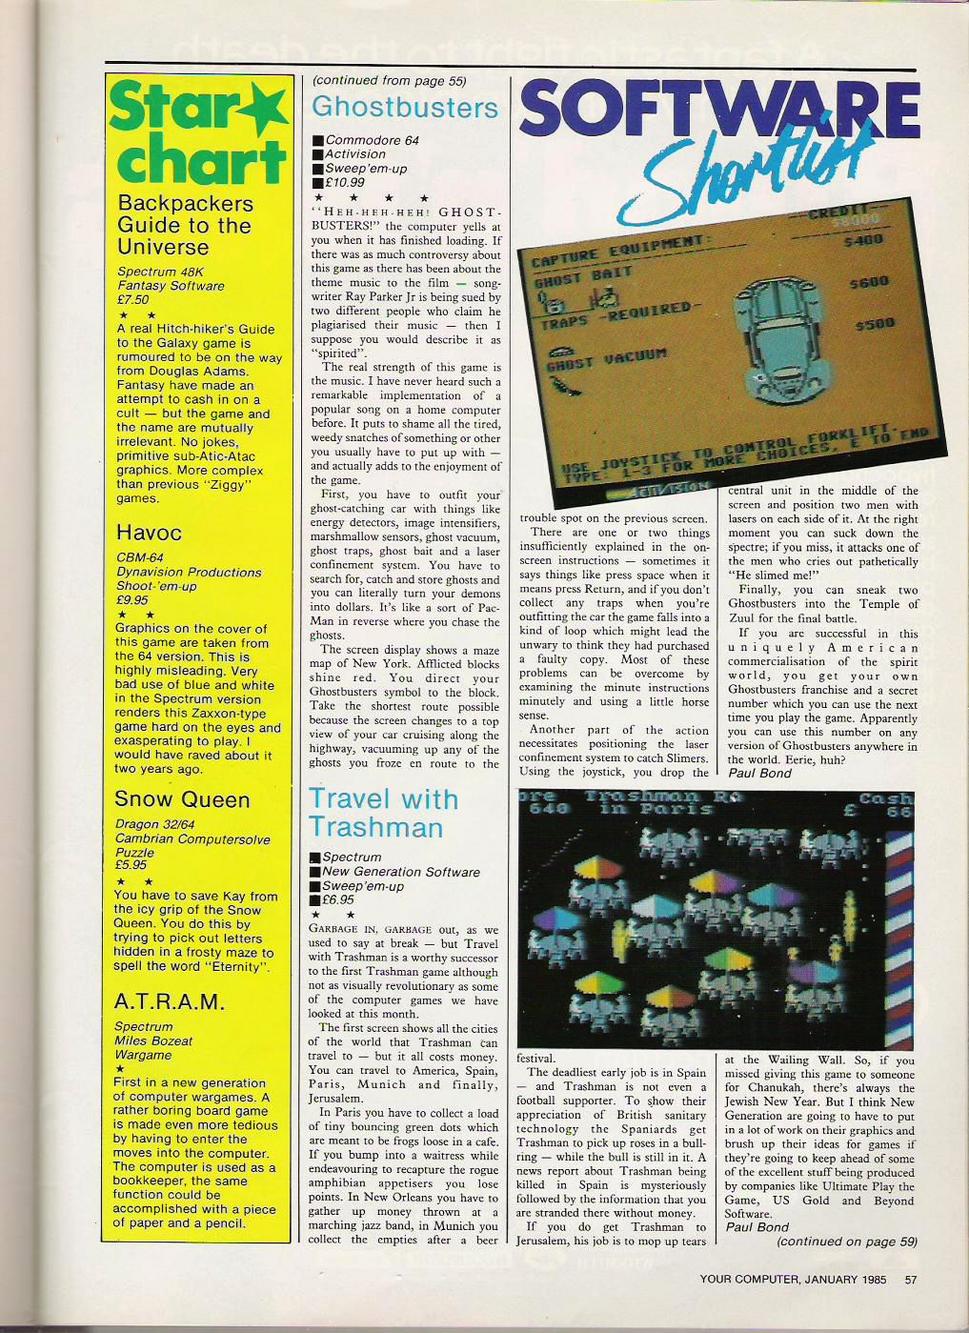 Star
chart
Backpackers
Guide to the
Universe
Spectrum 48K
Fantasy Software
£7.50
★ ★
A real Hitch-hiker's Guide
to the Galaxy game is
rumoured to be on the way
from Douglas Adams.
Fantasy have made an
attempt to cash in on a
cult — but the game and
the name are mutually
irrelevant. No jokes,
primitive sub-Atic-Atac
graphics. More complex
than previous "Ziggy"
games.
Havoc
CBM-64
Dynavision Productions
Shoot-'em-up
£9.95
★ ★
Graphics on the cover of
this game are taken from
the 64 version. This is
highly misleading. Very
bad use of blue and white
in the Spectrum version
renders this Zaxxon-type
game hard on the eyes and
exasperating to play. I
would have raved about it
two years ago.
Snow Queen
Dragon 32/64
Cambrian Computersolve
Puzzle
£5.95
★ ★
You have to save Kay from
the icy grip of the Snow
Queen. You do this by
trying to pick out letters
hidden in a frosty maze to
spell the word "Eternity".
A.T.R.A.M.
Spectrum
Miles Bozeat
Wargame
★
First in a new generation
of computer wargames. A
rather boring board game
is made even more tedious
by having to enter the
moves into the computer.
The computer is used as a
bookkeeper, the same
function could be
accomplished with a piece
of paper and a pencil.
(continued from page 55)
Ghostbusters
■ Commodore 64
■ Activision
■ Sweep'em-up
■ £10.99
★ ★ ★ ★
"HEH-HEH-HEH! GHOST-
BUSTERS!" the computer yells at
you when it has finished loading. If
there was as much controversy about
this game as there has been about the
theme music to the film — song-
writer Ray Parker Jr is being sued by
two different people who claim he
plagiarised their music — then I
suppose you would describe it as
"spirited".
The real strength of this game is
the music. I have never heard such a
remarkable implementation of a
popular song on a home computer
before. It puts to shame all the tired,
weedy snatches of something or other
you usually have to put up with —
and actually adds to the enjoyment of
the game.
First, you have to outfit your
ghost-catching car with things like
energy detectors, image intensifiers,
marshmallow sensors, ghost vacuum,
ghost traps, ghost bait and a laser
confinement system. You have to
search for, catch and store ghosts and
you can literally turn your demons
into dollars. It's like a sort of Pac-
Man in reverse where you chase the
ghosts.
The screen display shows a maze
map of New York. Afflicted blocks
shine red. You direct your
Ghostbusters symbol to the block.
Take the shortest route possible
because the screen changes to a top
view of your car cruising along the
highway, vacuuming up any of the
ghosts you froze en route to the
Travel with
Trashman
■ Spectrum
■ New Generation Software
■ Sweep'em-up
■ £6.95
★ ★
GARBAGE IN, GARBAGE out, as we
used to say at break — but Travel
with Trashman is a worthy successor
to the first Trashman game although
not as visually revolutionary as some
of the computer games we have
looked at this month.
The first screen shows all the cities
of the world that Trashman can
travel to — but it all costs money.
You can travel to America, Spain,
Paris, Munich and finally,
Jerusalem.
In Paris you have to collect a load
of tiny bouncing green dots which
are meant to be frogs loose in a cafe.
If you bump into a waitress while
endeavouring to recapture the rogue
amphibian appetisers you lose
points. In New Orleans you have to
gather up money thrown at a
marching jazz band, in Munich you
collect the empties after a beer
SOFTWARE
Shortlist
CREDIT—
CAPTURE EQUIPMENT:
GHOST BAIT
$400
TRAPS -REQUIRED-
$600
GHOST VACUUM
$500
USE JOYSTICK TO CONTROL FORKLIFT.
TYPE: 1-3 FOR MORE CHOICES, E TO END
ACTIVISION
trouble spot on the previous screen.
There are one or two things
insufficiently explained in the on-
screen instructions — sometimes it
says things like press space when it
means press Return, and if you don't
collect any traps when you're
outfitting the car the game falls into a
kind of loop which might lead the
unwary to think they had purchased
a faulty copy. Most of these
problems can be overcome by
examining the minute instructions
minutely and using a little horse
sense.
Another part of the action
necessitates positioning the laser
confinement system to catch Slimers.
Using the joystick, you drop the
central unit in the middle of the
screen and position two men with
lasers on each side of it. At the right
moment you can suck down the
spectre; if you miss, it attacks one of
the men who cries out pathetically
"He slimed me!"
Finally, you can sneak two
Ghostbusters into the Temple of
Zuul for the final battle.
If you are successful in this
uniquely American
commercialisation of the spirit
world, you get your own
Ghostbusters franchise and a secret
number which you can use the next
time you play the game. Apparently
you can use this number on any
version of Ghostbusters anywhere in
the world. Eerie, huh?
Paul Bond
ore Trashman Ro Cash
640 in Paris £ 66
festival.
The deadliest early job is in Spain
— and Trashman is not even a
football supporter. To show their
appreciation of British sanitary
technology the Spaniards get
Trashman to pick up roses in a bull-
ring — while the bull is still in it. A
news report about Trashman being
killed in Spain is mysteriously
followed by the information that you
are stranded there without money.
If you do get Trashman to
Jerusalem, his job is to mop up tears
at the Wailing Wall. So, if you
missed giving this game to someone
for Chanukah, there's always the
Jewish New Year. But I think New
Generation are going to have to put
in a lot of work on their graphics and
brush up their ideas for games if
they're going to keep ahead of some
of the excellent stuff being produced
by companies like Ultimate Play the
Game, US Gold and Beyond
Software.
Paul Bond
(continued on page 59)
YOUR COMPUTER, JANUARY 1985 57